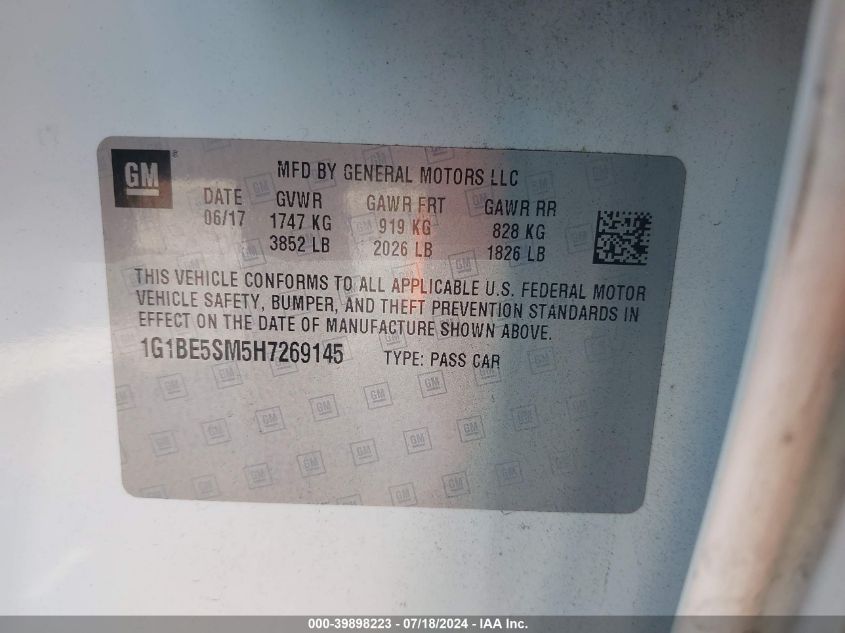 GM ®
MFD BY GENERAL MOTORS LLC
DATE GVWR GAWR FRT GAWR RR
06/17 1747 KG 919 KG 828 KG
3852 LB 2026 LB 1826 LB
THIS VEHICLE CONFORMS TO ALL APPLICABLE U.S. FEDERAL MOTOR
VEHICLE SAFETY, BUMPER, AND THEFT PREVENTION STANDARDS IN
EFFECT ON THE DATE OF MANUFACTURE SHOWN ABOVE.
1G1BE5SM5H7269145 TYPE: PASS CAR
000-39898223 - 07/18/2024 - IAA Inc.